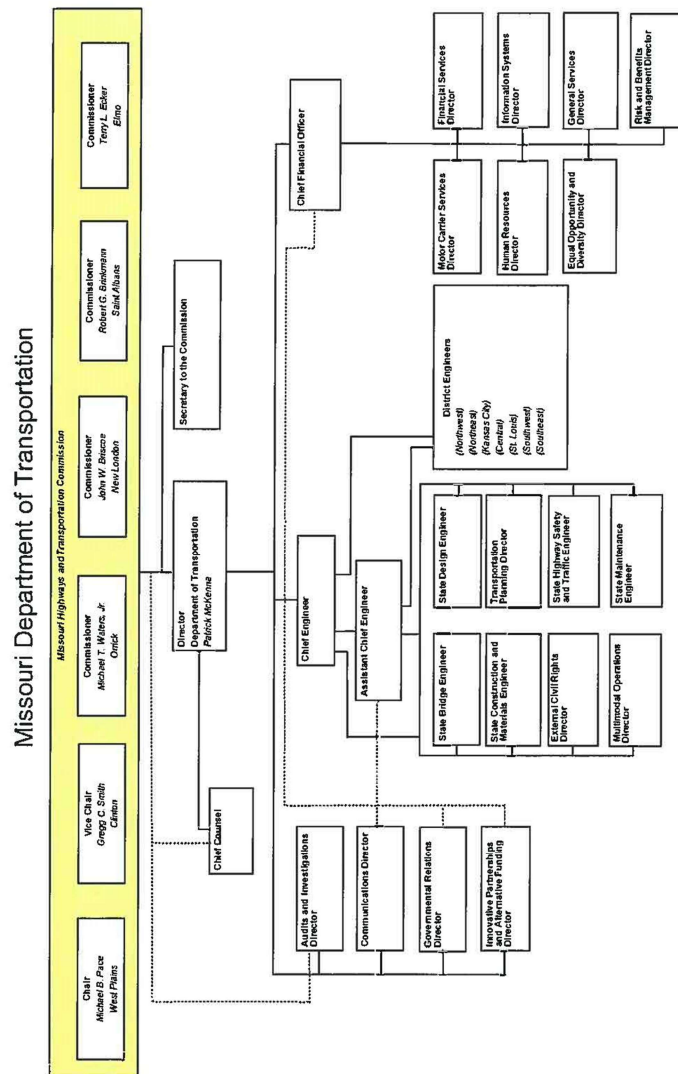 Missouri Department of Transportation
Missouri Highways and Transportation Commission
Chair
Michael B. Pace
West Plains
Vice Chair
Gregg C. Smith
Clinton
Commissioner
Michael T. Waters, Jr.
Orrick
Commissioner
John W. Briscoe
New London
Commissioner
Robert G. Brinkmann
Saint Albans
Commissioner
Terry L. Ecker
Elmo
Director
Department of Transportation
Patrick McKenna
Secretary to the Commission
Chief Counsel
Chief Engineer
Chief Financial Officer
Assistant Chief Engineer
Audits and Investigations
Director
Communications Director
Governmental Relations
Director
Innovative Partnerships
and Alternative Funding
Director
State Bridge Engineer
State Construction and
Materials Engineer
External Civil Rights
Director
Multimodal Operations
Director
State Design Engineer
Transportation
Planning Director
State Highway Safety
and Traffic Engineer
State Maintenance
Engineer
District Engineers
(Northwest)
(Northeast)
(Kansas City)
(Central)
(St. Louis)
(Southwest)
(Southeast)
Motor Carrier Services
Director
Human Resources
Director
Equal Opportunity and
Diversity Director
Financial Services
Director
Information Systems
Director
General Services
Director
Risk and Benefits
Management Director